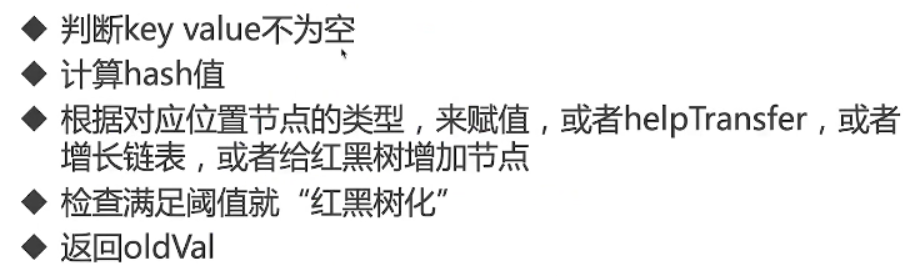 ◆ 判断key value不为空
◆ 计算hash值
◆ 根据对应位置节点的类型，来赋值，或者helpTransfer，或者
增长链表，或者给红黑树增加节点
◆ 检查满足阈值就“红黑树化”
◆ 返回oldVal